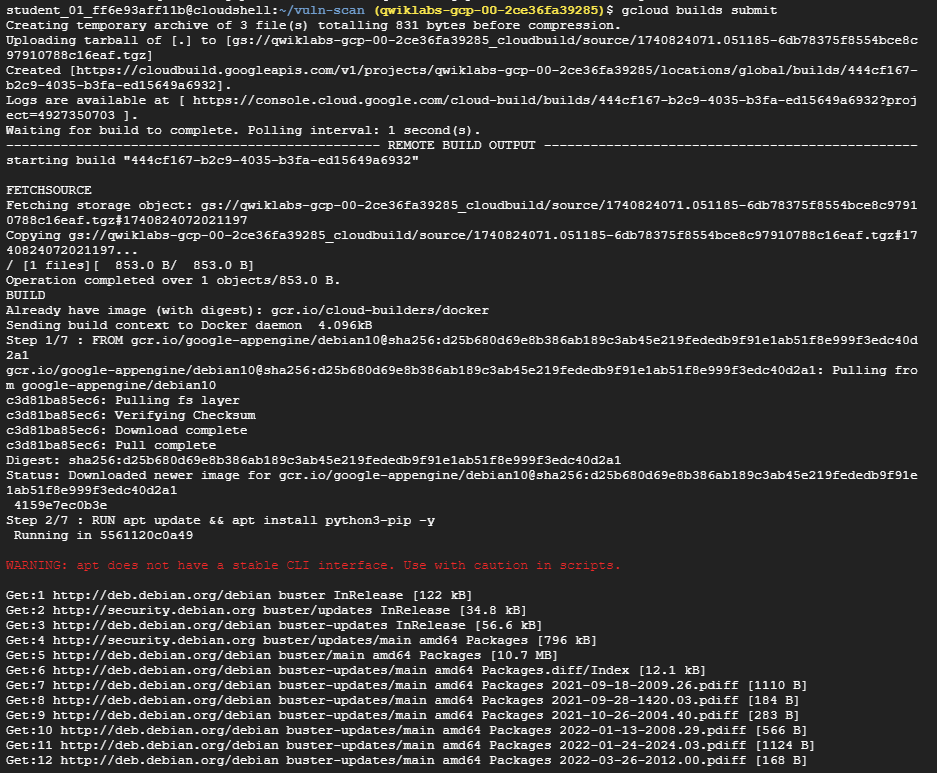 student_01_ff6e93aff11b@cloudshell:~/vuln-scan (qwiklabs-gcp-00-2ce36fa39285)$ gcloud builds submit
Creating temporary archive of 3 file(s) totalling 831 bytes before compression.
Uploading tarball of [.] to [gs://qwiklabs-gcp-00-2ce36fa39285_cloudbuild/source/1740824071.051185-6db78375f8554bce8c
97910788c16eaf.tgz]
Created [https://cloudbuild.googleapis.com/v1/projects/qwiklabs-gcp-00-2ce36fa39285/locations/global/builds/444cf167-
b2c9-4035-b3fa-ed15649a6932].
Logs are available at [ https://console.cloud.google.com/cloud-build/builds/444cf167-b2c9-4035-b3fa-ed15649a6932?proj
ect=4927350703 ].
Waiting for build to complete. Polling interval: 1 second(s).
------------------------------------------------ REMOTE BUILD OUTPUT ------------------------------------------------
starting build "444cf167-b2c9-4035-b3fa-ed15649a6932"
FETCHSOURCE
Fetching storage object: gs://qwiklabs-gcp-00-2ce36fa39285_cloudbuild/source/1740824071.051185-6db78375f8554bce8c9791
0788c16eaf.tgz#1740824072021197
Copying gs://qwiklabs-gcp-00-2ce36fa39285_cloudbuild/source/1740824071.051185-6db78375f8554bce8c97910788c16eaf.tgz#17
40824072021197...
/ [1 files][  853.0 B/  853.0 B]
Operation completed over 1 objects/853.0 B.
BUILD
Already have image (with digest): gcr.io/cloud-builders/docker
Sending build context to Docker daemon  4.096kB
Step 1/7 : FROM gcr.io/google-appengine/debian10@sha256:d25b680d69e8b386ab189c3ab45e219fededb9f91e1ab51f8e999f3edc40d
2a1
gcr.io/google-appengine/debian10@sha256:d25b680d69e8b386ab189c3ab45e219fededb9f91e1ab51f8e999f3edc40d2a1: Pulling fro
m google-appengine/debian10
c3d81ba85ec6: Pulling fs layer
c3d81ba85ec6: Verifying Checksum
c3d81ba85ec6: Download complete
c3d81ba85ec6: Pull complete
Digest: sha256:d25b680d69e8b386ab189c3ab45e219fededb9f91e1ab51f8e999f3edc40d2a1
Status: Downloaded newer image for gcr.io/google-appengine/debian10@sha256:d25b680d69e8b386ab189c3ab45e219fededb9f91e
1ab51f8e999f3edc40d2a1
4159e7ec0b3e
Step 2/7 : RUN apt update && apt install python3-pip -y
Running in 5561120c0a49
WARNING: apt does not have a stable CLI interface. Use with caution in scripts.
Get:1 http://deb.debian.org/debian buster InRelease [122 kB]
Get:2 http://security.debian.org buster/updates InRelease [34.8 kB]
Get:3 http://deb.debian.org/debian buster-updates InRelease [56.6 kB]
Get:4 http://security.debian.org buster/updates/main amd64 Packages [796 kB]
Get:5 http://deb.debian.org/debian buster/main amd64 Packages [10.7 MB]
Get:6 http://deb.debian.org/debian buster-updates/main amd64 Packages.diff/Index [12.1 kB]
Get:7 http://deb.debian.org/debian buster-updates/main amd64 Packages 2021-09-18-2009.26.pdiff [1110 B]
Get:8 http://deb.debian.org/debian buster-updates/main amd64 Packages 2021-09-28-1420.03.pdiff [184 B]
Get:9 http://deb.debian.org/debian buster-updates/main amd64 Packages 2021-10-26-2004.40.pdiff [283 B]
Get:10 http://deb.debian.org/debian buster-updates/main amd64 Packages 2022-01-13-2008.29.pdiff [566 B]
Get:11 http://deb.debian.org/debian buster-updates/main amd64 Packages 2022-01-24-2024.03.pdiff [1124 B]
Get:12 http://deb.debian.org/debian buster-updates/main amd64 Packages 2022-03-26-2012.00.pdiff [168 B]